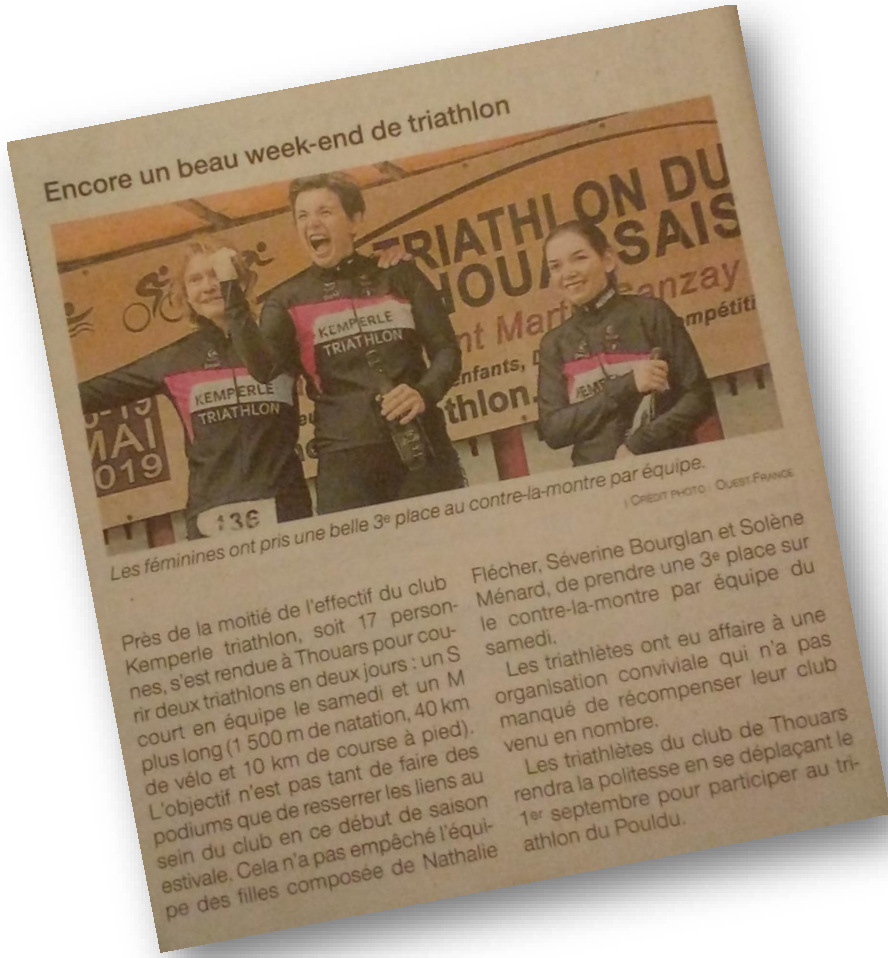 Encore un beau week-end de triathlon
TRIATHLON DU
SAIS
anzay
nfants,
mpétiti
thlon.
KEMPERLE
TRIATHLON
KEMPERLE
TRIATHLON
MAI
2019
136
Les féminines ont pris une belle 3e place au contre-la-montre par équipe.
| CRÉDIT PHOTO : OUEST-FRANCE
Près de la moitié de l'effectif du club
Kemperle triathlon, soit 17 person-
nes, s'est rendue à Thouars pour cou-
rir deux triathlons en deux jours : un S
court en équipe le samedi et un M
plus long (1 500 m de natation, 40 km
de vélo et 10 km de course à pied).
L'objectif n'est pas tant de faire des
podiums que de resserrer les liens au
sein du club en ce début de saison
estivale. Cela n'a pas empêché l'équi-
pe des filles composée de Nathalie
Flécher, Séverine Bourglan et Solène
Ménard, de prendre une 3e place sur
le contre-la-montre par équipe du
samedi.
Les triathlètes ont eu affaire à une
organisation conviviale qui n'a pas
manqué de récompenser leur club
venu en nombre.
Les triathlètes du club de Thouars
rendra la politesse en se déplaçant le
1er septembre pour participer au tri-
athlon du Pouldu.